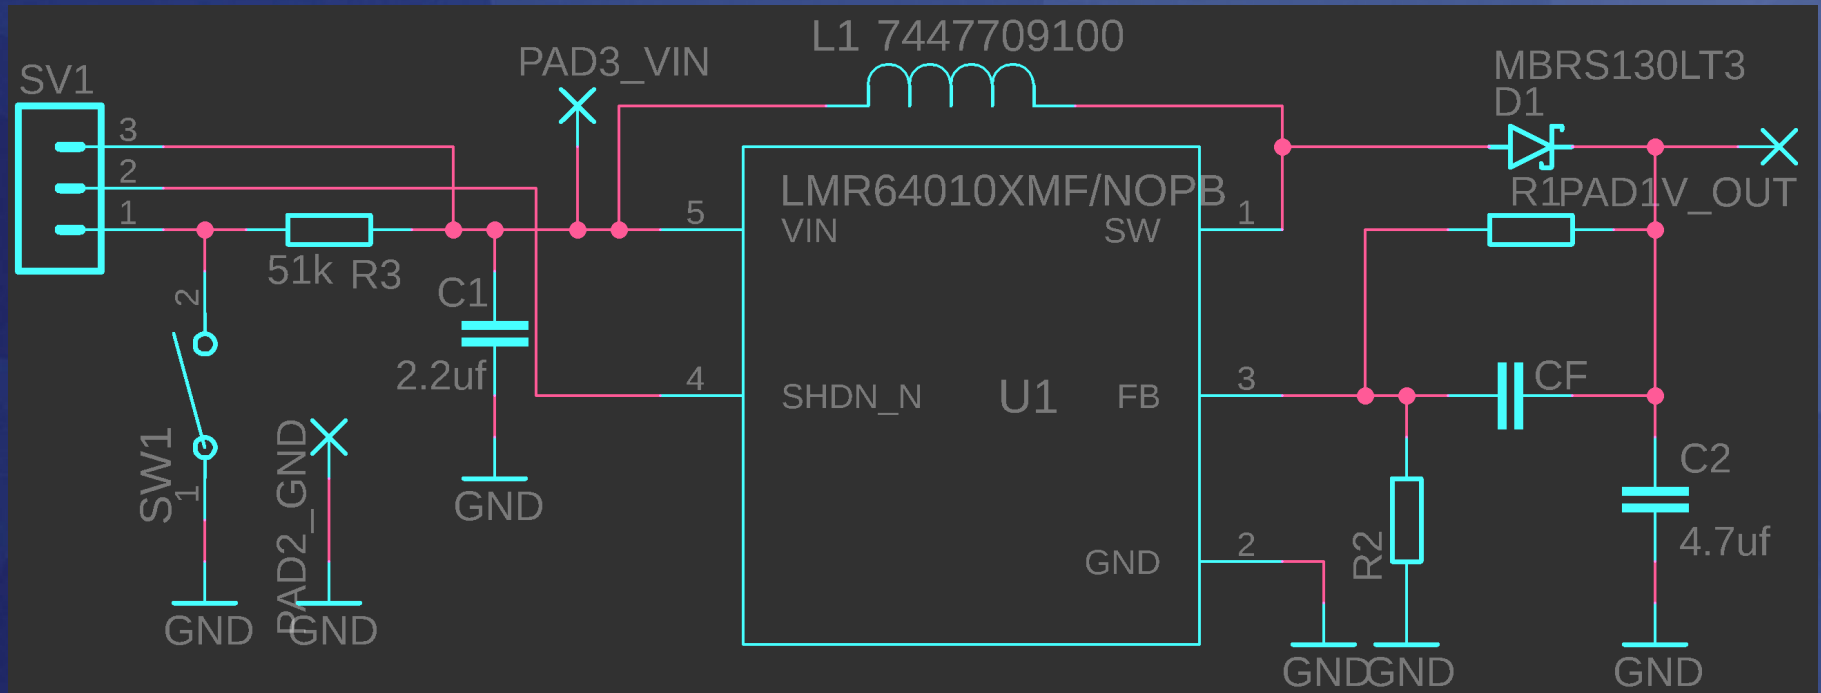 L1 7447709100
PAD3_VIN
MBRS130LT3
D1
SV1
3
2
1
LMR64010XMF/NOPB
R1
PAD1V_OUT
5
VIN
SW
1
51k
R3
2
C1
2.2uf
4
SHDN_N
U1
FB
3
CF
SW1
1
PAD2_GND
GND
C2
4.7uf
R2
GND
2
GND
GND
GND
GND
GND